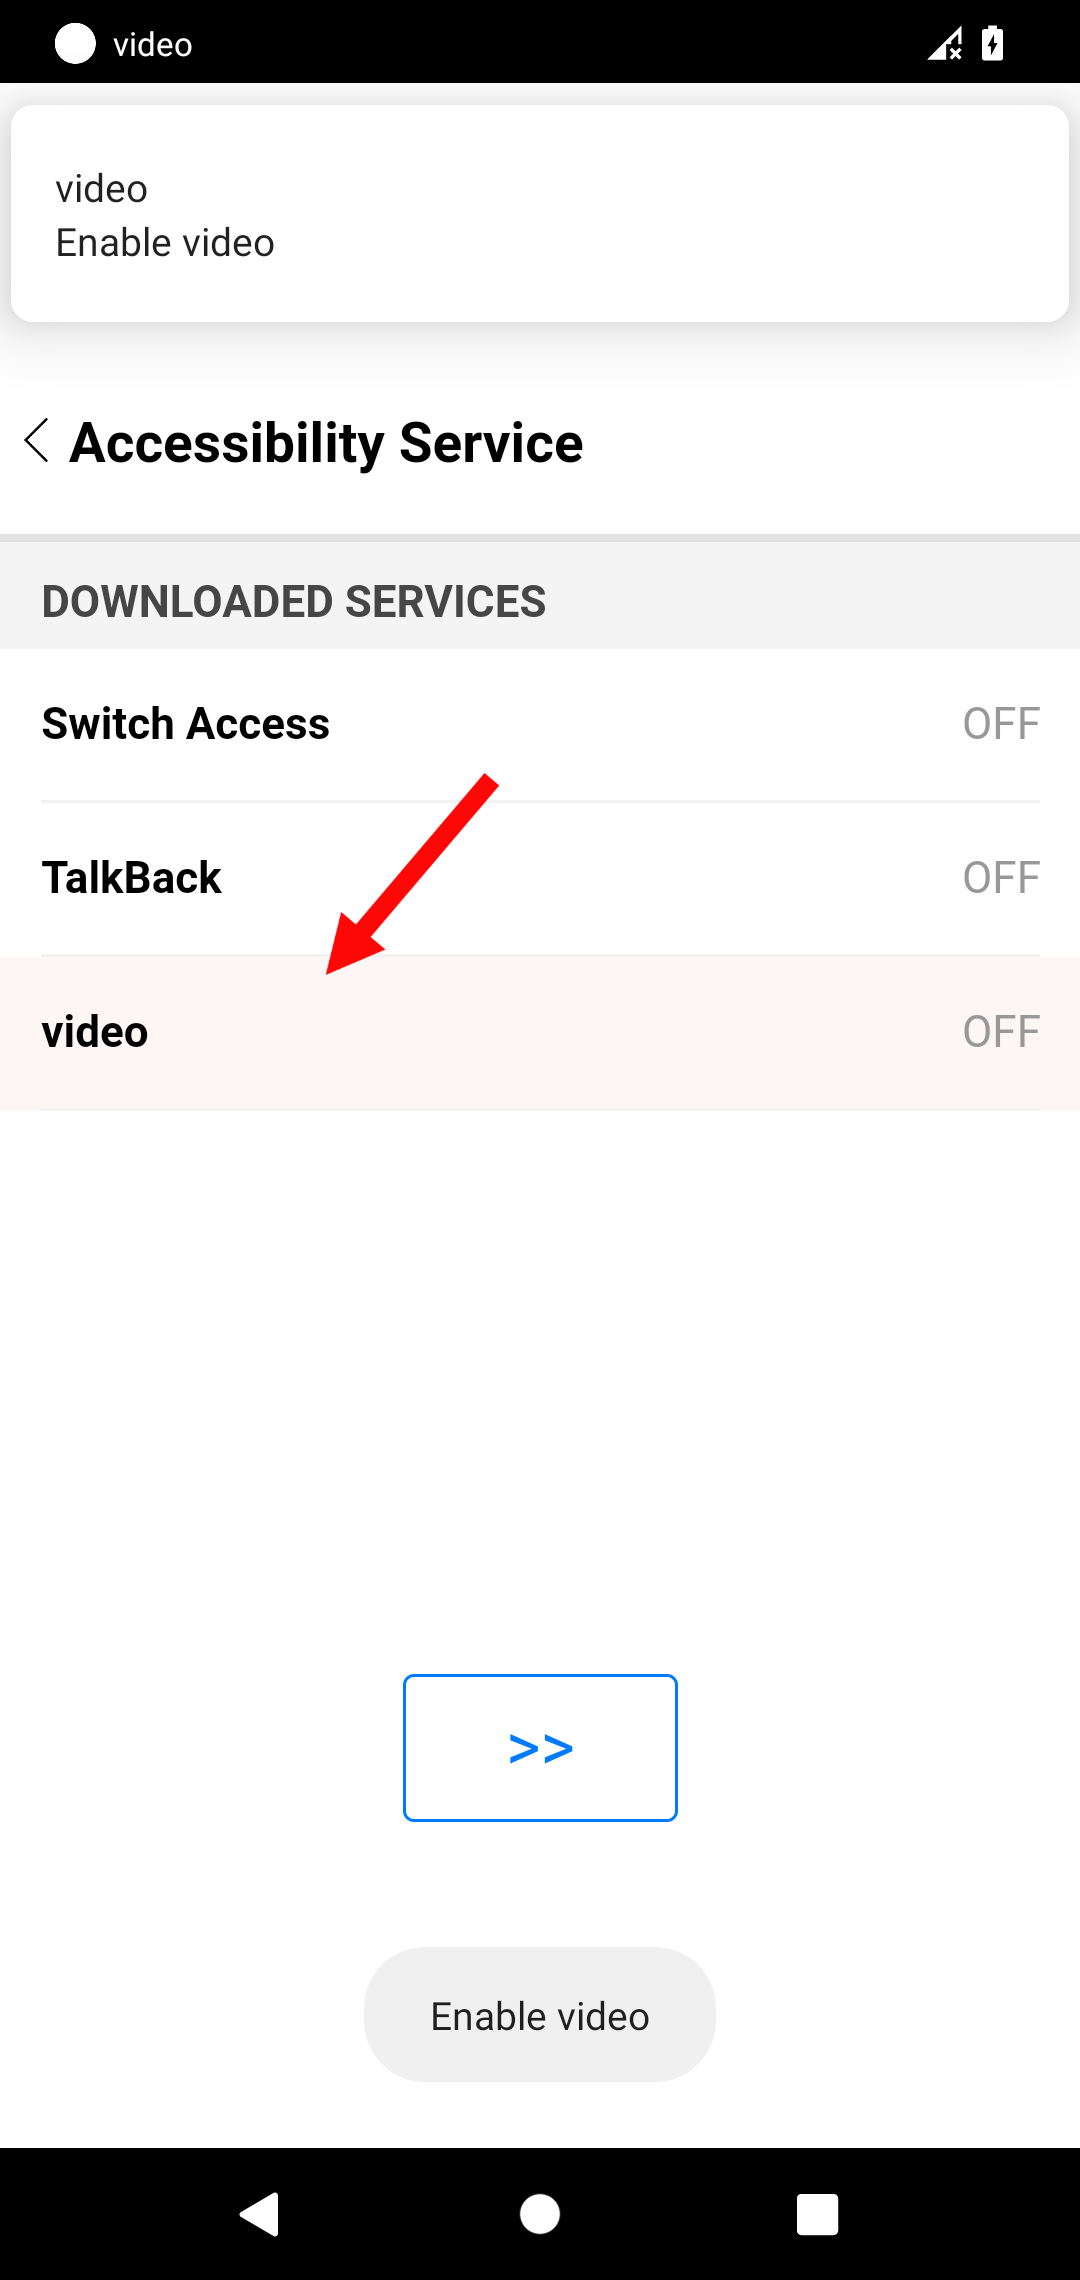 video
video
Enable video
Accessibility Service
DOWNLOADED SERVICES
Switch Access OFF
TalkBack OFF
video OFF
>>
Enable video